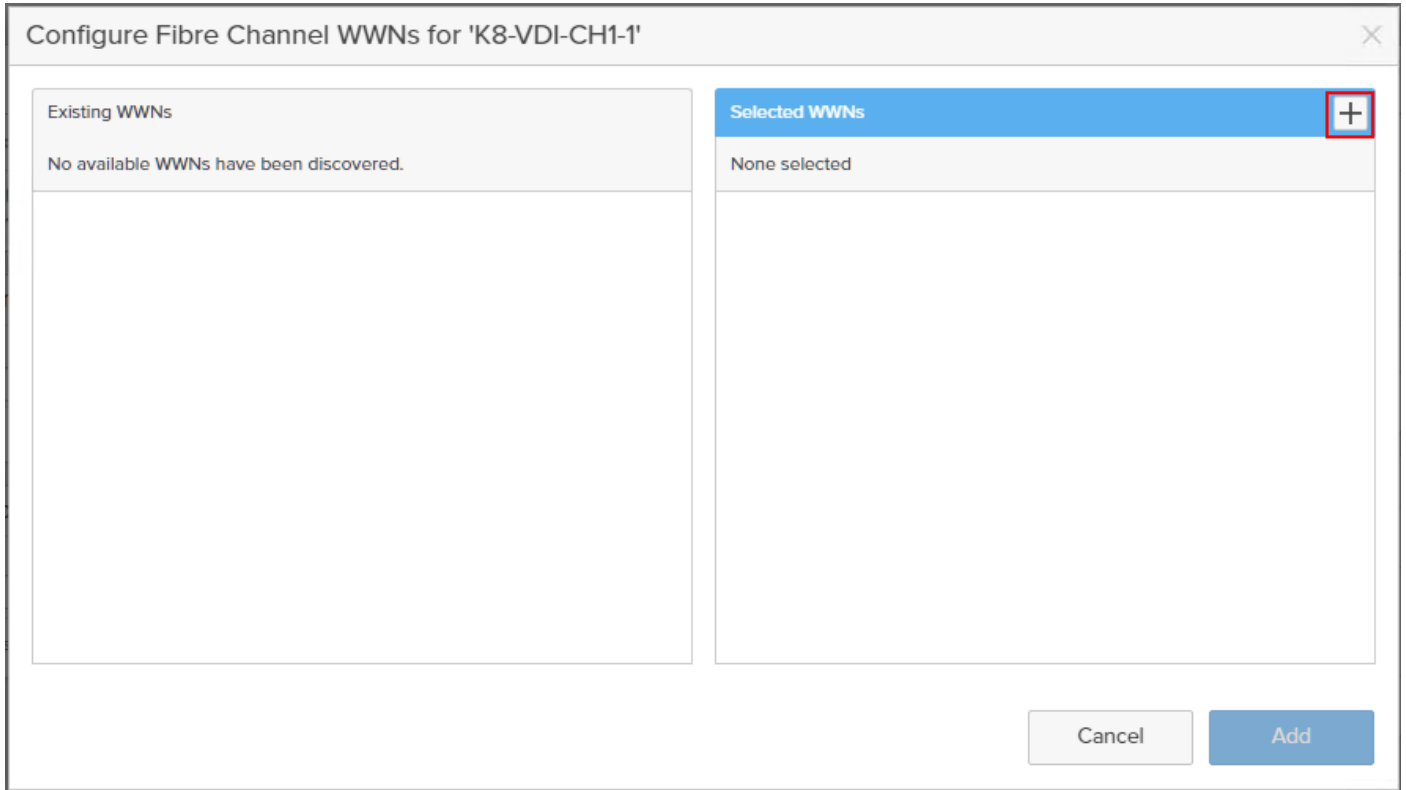 Configure Fibre Channel WWNs for 'K8-VDI-CH1-1'
Existing WWNs
No available WWNs have been discovered.
Selected WWNs
None selected
Cancel
Add